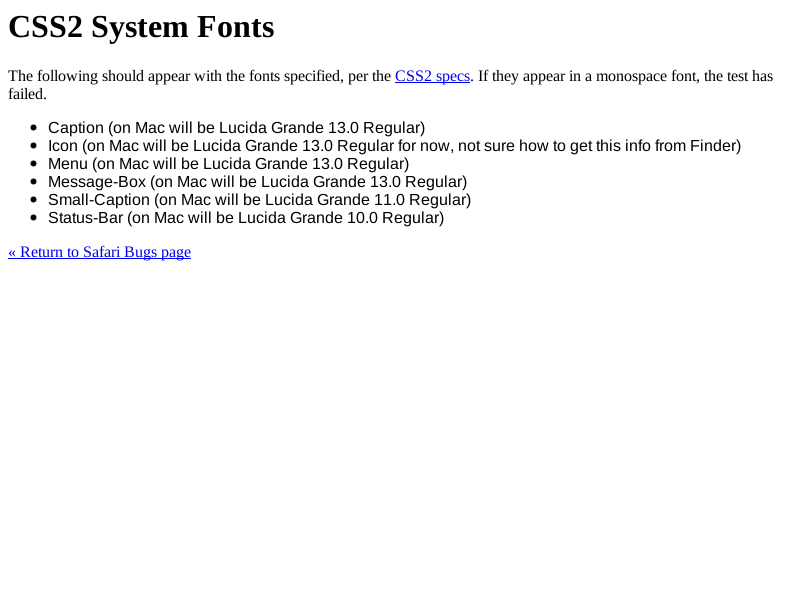 CSS2 System Fonts
The following should appear with the fonts specified, per the CSS2 specs. If they appear in a monospace font, the test has
failed.
Caption (on Mac will be Lucida Grande 13.0 Regular)
Icon (on Mac will be Lucida Grande 13.0 Regular for now, not sure how to get this info from Finder)
Menu (on Mac will be Lucida Grande 13.0 Regular)
Message-Box (on Mac will be Lucida Grande 13.0 Regular)
Small-Caption (on Mac will be Lucida Grande 11.0 Regular)
Status-Bar (on Mac will be Lucida Grande 10.0 Regular)
« Return to Safari Bugs page